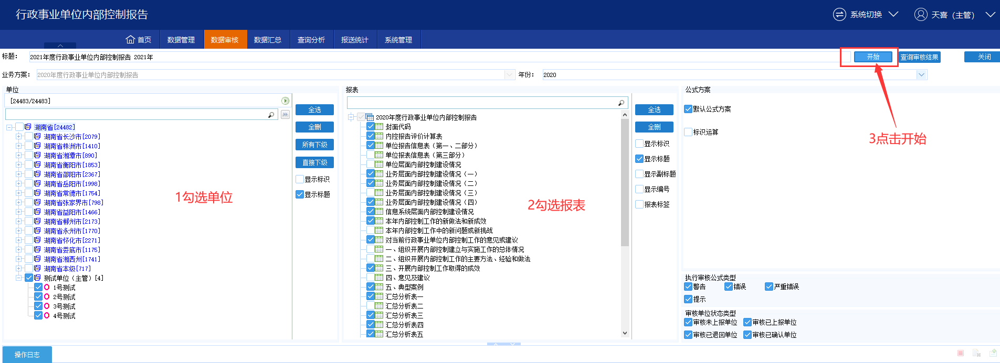 行政事业单位内部控制报告
系统切换
天喜（主管）
首页
数据管理
数据审核
数据汇总
查询分析
报送统计
系统管理
标题：
2021年度行政事业单位内部控制报告 2021年
开始
查询审核结果
关闭
业务方案：
2020年度行政事业单位内部控制报告
年份：
2020
单位
[24483/24483]
湖南省[24482]
湖南省长沙市[2079]
湖南省株洲市[1410]
湖南省湘潭市[890]
湖南省衡阳市[1853]
湖南省邵阳市[2367]
湖南省岳阳市[1998]
湖南省常德市[1754]
湖南省张家界市[798]
湖南省益阳市[1466]
湖南省郴州市[2173]
湖南省永州市[1770]
湖南省怀化市[2271]
湖南省娄底市[1175]
湖南省湘西州[1741]
湖南省本级[717]
测试单位（主管）[4]
1号测试
2号测试
3号测试
4号测试
1勾选单位
全选
全删
所有下级
直接下级
显示标识
显示标题
报表
2020年度行政事业单位内部控制报告
封面代码
内控报告评价计算表
单位报告信息表（第一、二部分）
单位报表信息表（第三部分）
单位层面内部控制建设情况
业务层面内部控制建设情况（一）
业务层面内部控制建设情况（二）
业务层面内部控制建设情况（三）
业务层面内部控制建设情况（四）
信息系统层面内部控制建设情况
本年内部控制工作的新做法和新成效
本年内部控制工作中的新问题或新挑战
对当前行政事业单位内部控制工作的意见或建议
一、组织开展内部控制建立与实施工作的总体情况
二、组织开展内部控制工作的主要方法、经验和做法
三、开展内部控制工作取得的成效
四、意见及建议
五、典型案例
汇总分析表一
汇总分析表二
汇总分析表三
汇总分析表四
汇总分析表五
2勾选报表
全选
全删
显示标识
显示标题
显示副标题
显示编号
报表标签
公式方案
默认公式方案
标识运算
3点击开始
执行审核公式类型
警告
错误
严重错误
提示
审核单位状态类型
审核未上报单位
审核已上报单位
审核已退回单位
审核已确认单位
操作日志